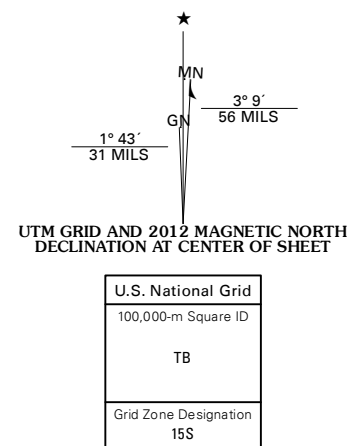 ★
MN
GN
3° 9´
56 MILS
1° 43´
31 MILS
UTM GRID AND 2012 MAGNETIC NORTH
DECLINATION AT CENTER OF SHEET
U.S. National Grid
100,000-m Square ID
TB
Grid Zone Designation
15S